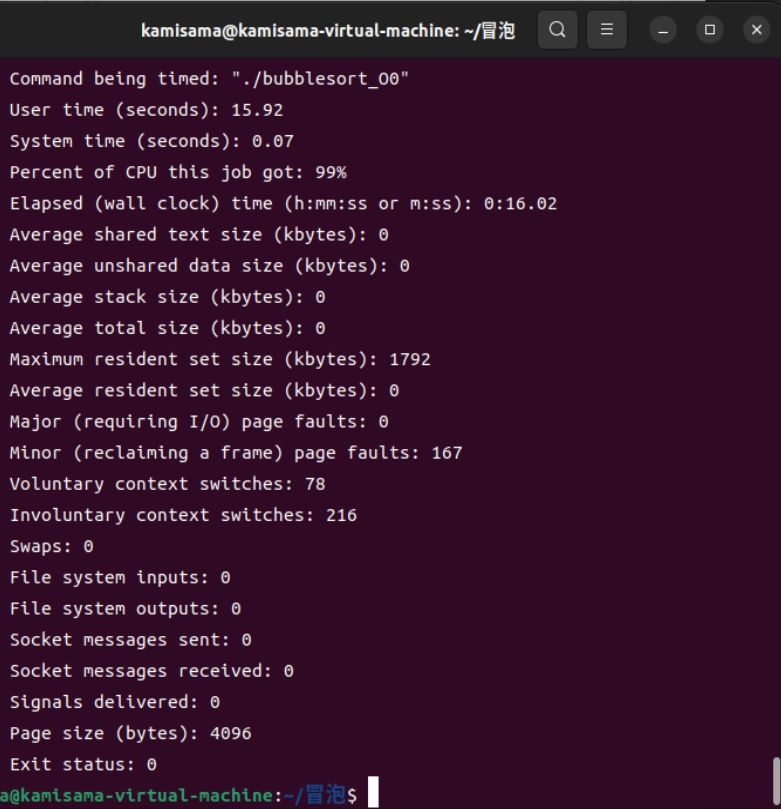 kamisama@kamisama-virtual-machine: ~/冒泡
Command being timed: "./bubblesort_O0"
User time (seconds): 15.92
System time (seconds): 0.07
Percent of CPU this job got: 99%
Elapsed (wall clock) time (h:mm:ss or m:ss): 0:16.02
Average shared text size (kbytes): 0
Average unshared data size (kbytes): 0
Average stack size (kbytes): 0
Average total size (kbytes): 0
Maximum resident set size (kbytes): 1792
Average resident set size (kbytes): 0
Major (requiring I/O) page faults: 0
Minor (reclaiming a frame) page faults: 167
Voluntary context switches: 78
Involuntary context switches: 216
Swaps: 0
File system inputs: 0
File system outputs: 0
Socket messages sent: 0
Socket messages received: 0
Signals delivered: 0
Page size (bytes): 4096
Exit status: 0
a@kamisama-virtual-machine:~/冒泡$